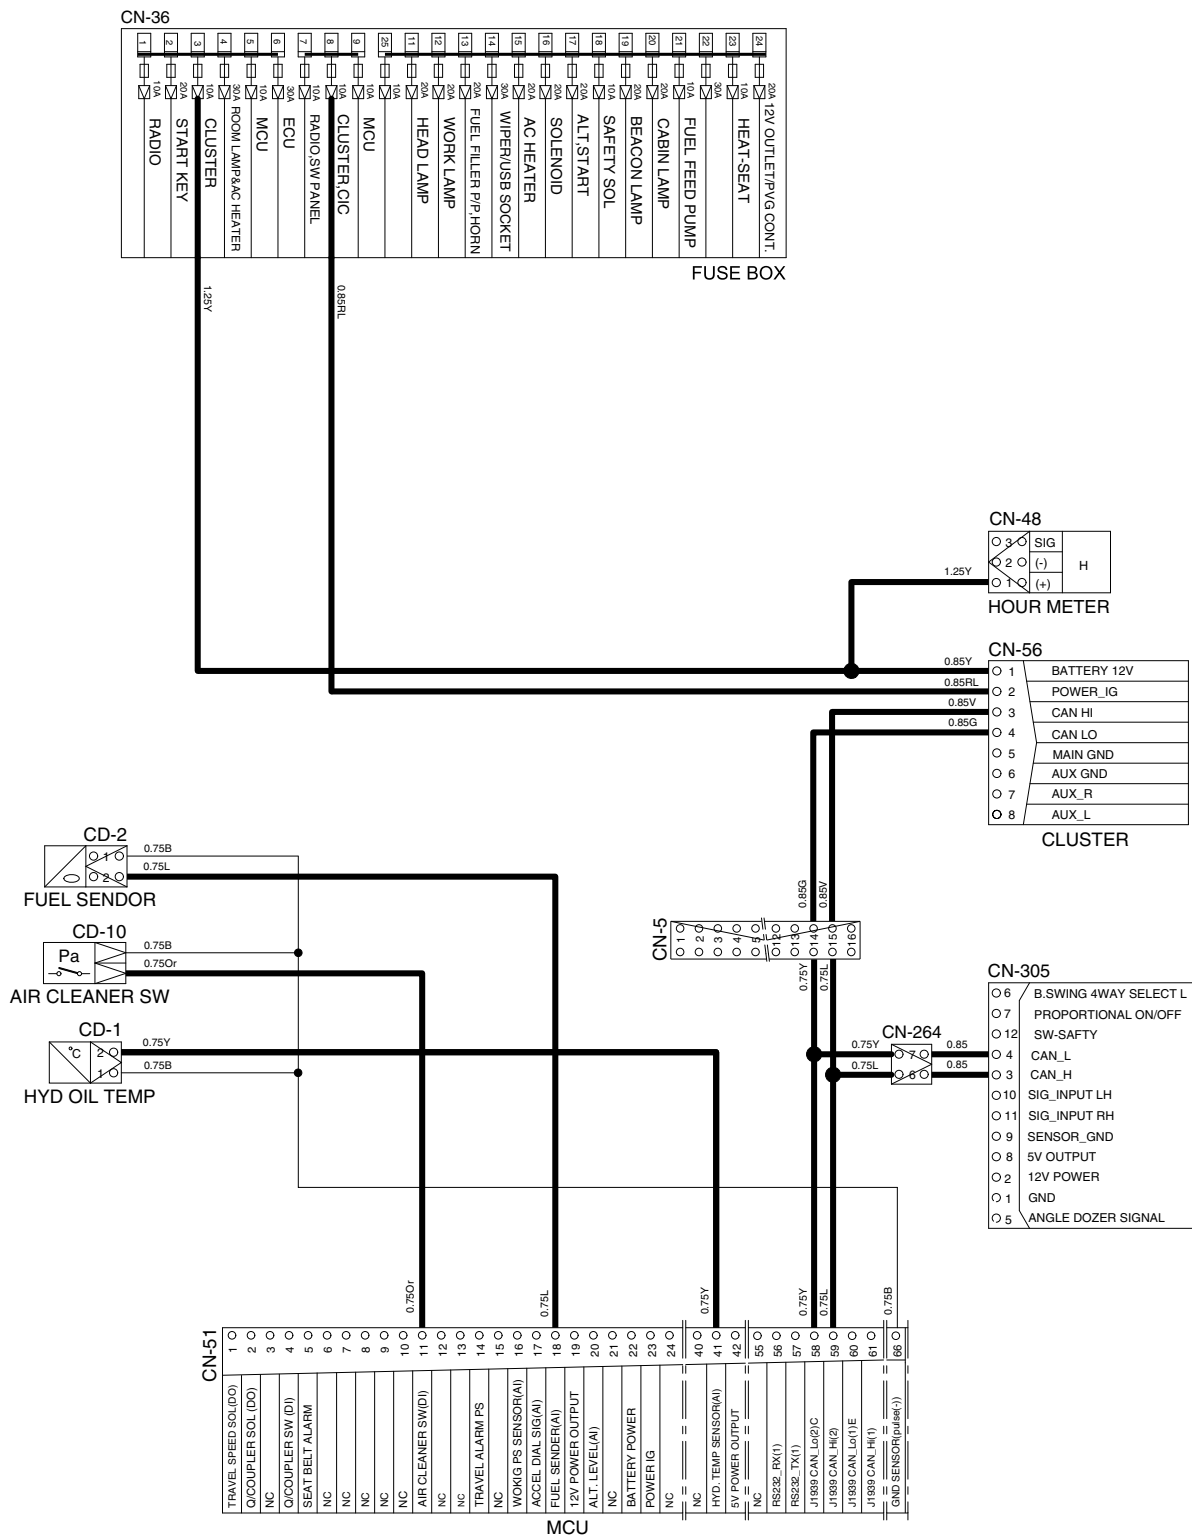 CN-36
1 2 3 4 5 6 7 8 9 25 11 12 13 14 15 16 17 18 19 20 21 22 23 24
10A RADIO
20A START KEY
10A CLUSTER
30A ROOM LAMP&AC HEATER
10A MCU
30A ECU
10A RADIO,SW PANEL
10A CLUSTER,CIC
10A MCU
10A
20A HEAD LAMP
20A WORK LAMP
20A FUEL FILLER P/P,HORN
30A WIPER/USB SOCKET
20A AC HEATER
20A SOLENOID
20A ALT,START
10A SAFETY SOL
20A BEACON LAMP
20A CABIN LAMP
10A FUEL FEED PUMP
30A
10A HEAT-SEAT
20A 12V OUTLET/PVG CONT.
FUSE BOX
1.25Y
0.85RL
CN-48
3 SIG
2 (-)
1 (+)
H
1.25Y
HOUR METER
CN-56
0.85Y 1 BATTERY 12V
0.85RL 2 POWER_IG
0.85V 3 CAN HI
0.85G 4 CAN LO
5 MAIN GND
6 AUX GND
7 AUX_R
8 AUX_L
CLUSTER
CD-2
1 0.75B
2 0.75L
FUEL SENDOR
CD-10
Pa
0.75B
0.75Or
AIR CLEANER SW
CD-1
°C
2 0.75Y
1 0.75B
HYD OIL TEMP
0.85G
0.85V
CN-5
1 2 3 4 5 12 13 14 15 16
0.75Y
0.75L
CN-264
0.75Y 7 0.85
0.75L 6 0.85
CN-305
6 B.SWING 4WAY SELECT L
7 PROPORTIONAL ON/OFF
12 SW-SAFTY
4 CAN_L
3 CAN_H
10 SIG_INPUT LH
11 SIG_INPUT RH
9 SENSOR_GND
8 5V OUTPUT
2 12V POWER
1 GND
5 ANGLE DOZER SIGNAL
0.75Or
0.75L
0.75Y
0.75Y
0.75L
0.75B
CN-51
1 TRAVEL SPEED SOL(DO)
2 Q/COUPLER SOL (DO)
3 NC
4 Q/COUPLER SW (DI)
5 SEAT BELT ALARM
6 NC
7 NC
8 NC
9 NC
10 NC
11 AIR CLEANER SW(DI)
12 NC
13 NC
14 TRAVEL ALARM PS
15 NC
16 WOKIG PS SENSOR(AI)
17 ACCEL DIAL SIG(AI)
18 FUEL SENDER(AI)
19 12V POWER OUTPUT
20 ALT. LEVEL(AI)
21 NC
22 BATTERY POWER
23 POWER IG
24 NC
40 NC
41 HYD. TEMP SENSOR(AI)
42 5V POWER OUTPUT
55 NC
56 RS232_RX(1)
57 RS232_TX(1)
58 J1939 CAN_Lo(2)C
59 J1939 CAN_Hi(2)
60 J1939 CAN_Lo(1)E
61 J1939 CAN_Hi(1)
66 GND SENSOR(pulse(-))
MCU